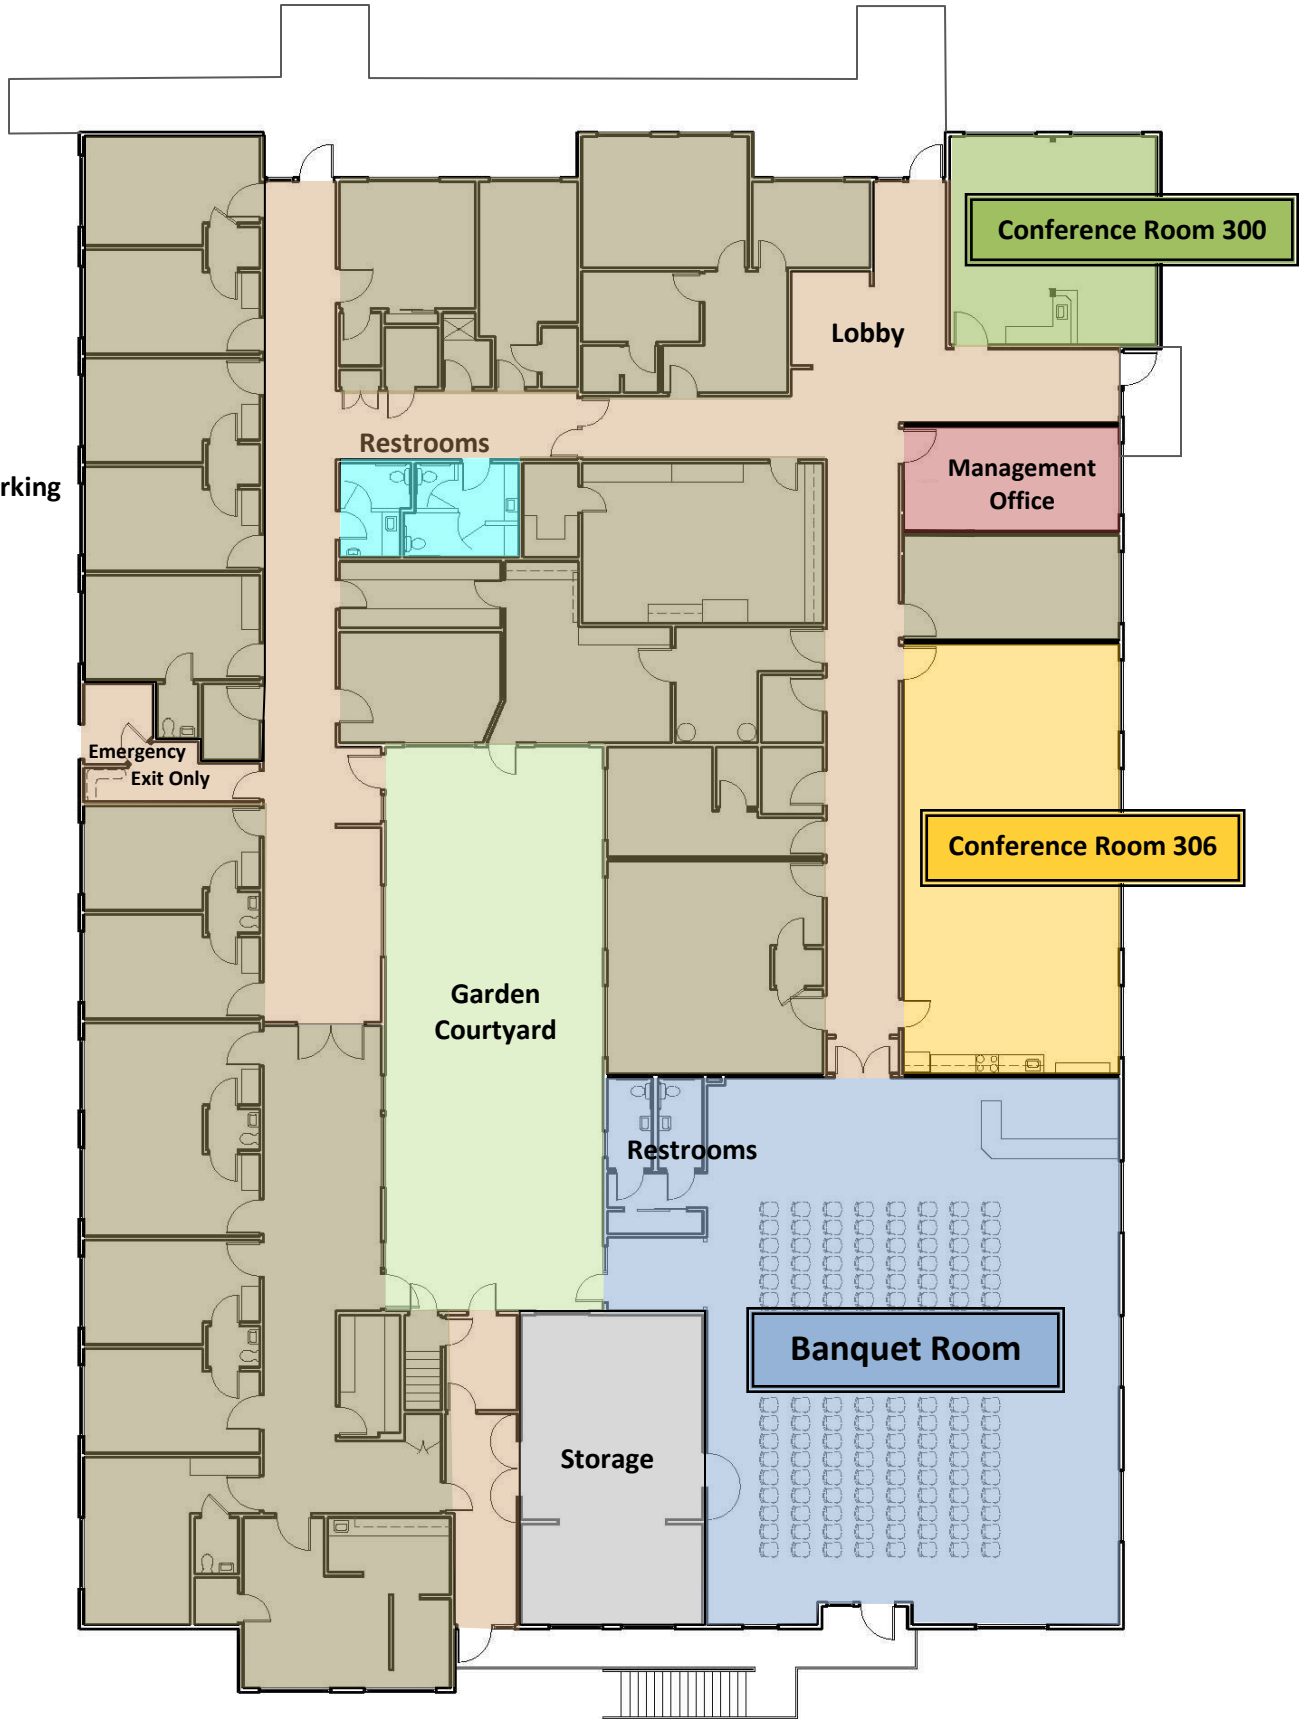 Conference Room 300
Lobby
Restrooms
Management
Office
rking
Emergency
Exit Only
Conference Room 306
Garden
Courtyard
Restrooms
Banquet Room
Storage